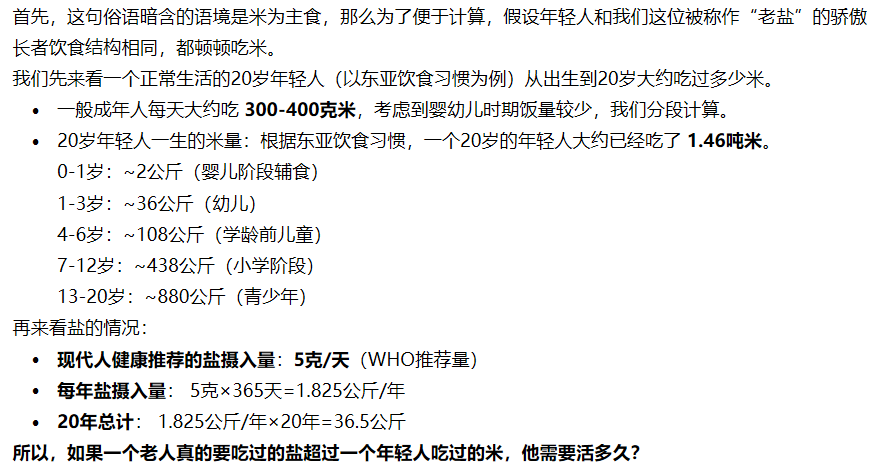 首先，这句俗语暗含的语境是米为主食，那么为了便于计算，假设年轻人和我们这位被称作“老盐”的骄傲
长者饮食结构相同，都顿顿吃米。
我们先来看一个正常生活的20岁年轻人（以东亚饮食习惯为例）从出生到20岁大约吃过多少米。
• 一般成年人每天大约吃 300-400克米，考虑到婴幼儿时期饭量较少，我们分段计算。
• 20岁年轻人一生的米量：根据东亚饮食习惯，一个20岁的年轻人大约已经吃了 1.46吨米。
0-1岁：~2公斤（婴儿阶段辅食）
1-3岁：~36公斤（幼儿）
4-6岁：~108公斤（学龄前儿童）
7-12岁：~438公斤（小学阶段）
13-20岁：~880公斤（青少年）
再来看盐的情况：
• 现代人健康推荐的盐摄入量：5克/天（WHO推荐量）
• 每年盐摄入量： 5克×365天=1.825公斤/年
• 20年总计： 1.825公斤/年×20年=36.5公斤
所以，如果一个老人真的要吃过的盐超过一个年轻人吃过的米，他需要活多久？